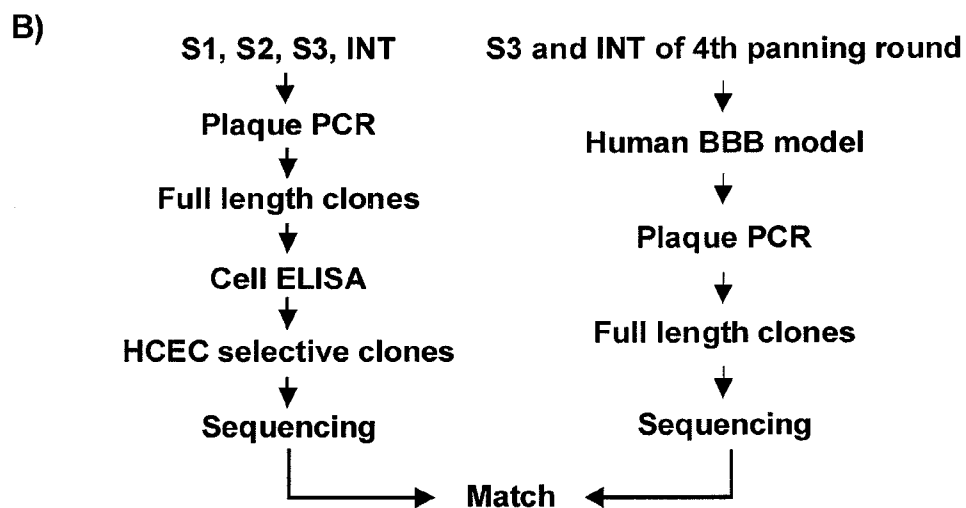 B)
S1, S2, S3, INT
Plaque PCR
Full length clones
Cell ELISA
HCEC selective clones
Sequencing
S3 and INT of 4th panning round
Human BBB model
Plaque PCR
Full length clones
Sequencing
Match